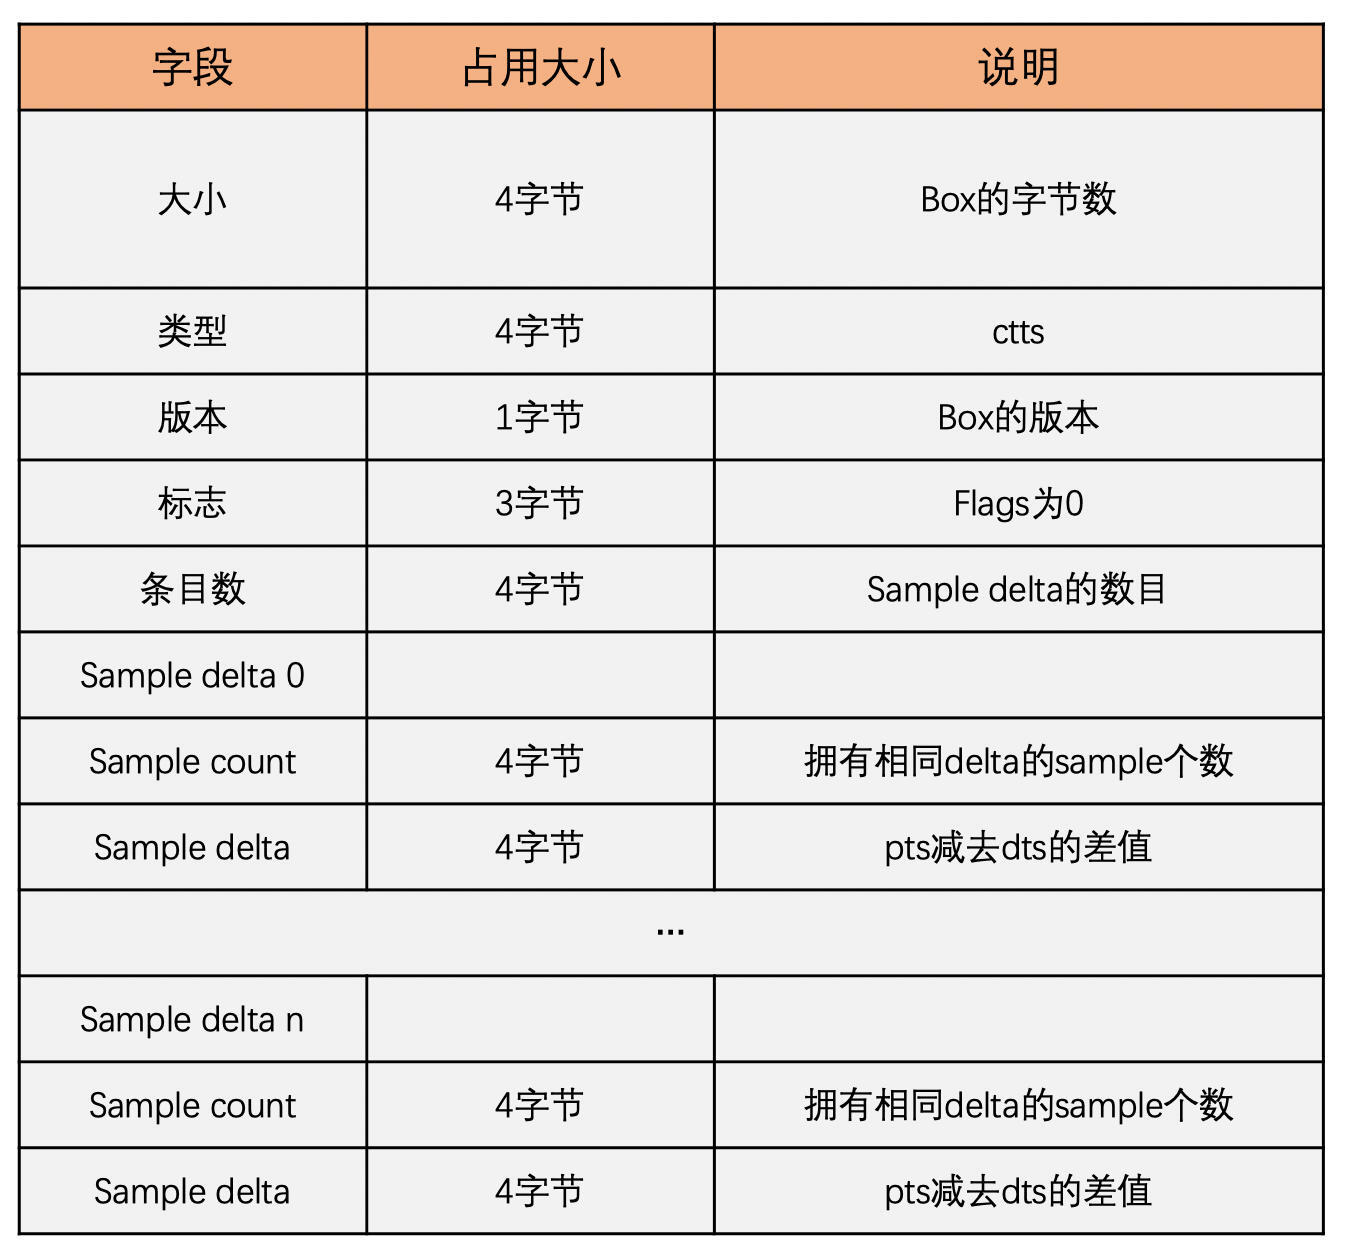 字段 占用大小 说明
大小 4字节 Box的字节数
类型 4字节 ctts
版本 1字节 Box的版本
标志 3字节 Flags为0
条目数 4字节 Sample delta的数目
Sample delta 0
Sample count 4字节 拥有相同delta的sample个数
Sample delta 4字节 pts减去dts的差值
...
Sample delta n
Sample count 4字节 拥有相同delta的sample个数
Sample delta 4字节 pts减去dts的差值